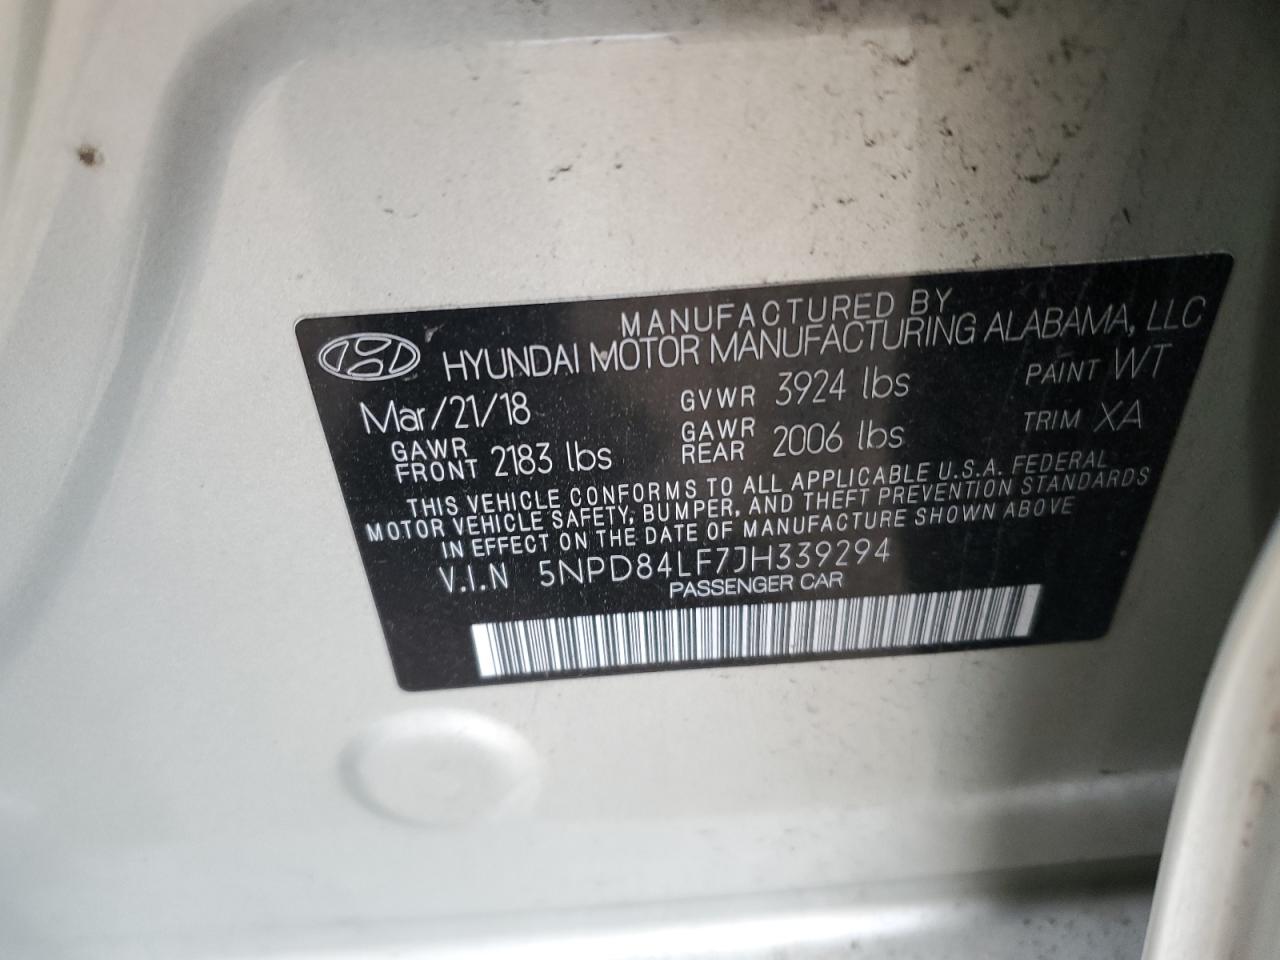 MANUFACTURED BY
HYUNDAI MOTOR MANUFACTURING ALABAMA, LLC
Mar/21/18 GVWR 3924 lbs PAINT WT
GAWR FRONT 2183 lbs GAWR REAR 2006 lbs TRIM XA
THIS VEHICLE CONFORMS TO ALL APPLICABLE U.S.A. FEDERAL
MOTOR VEHICLE SAFETY, BUMPER, AND THEFT PREVENTION STANDARDS
IN EFFECT ON THE DATE OF MANUFACTURE SHOWN ABOVE
V.I.N 5NPD84LF7JH339294
PASSENGER CAR